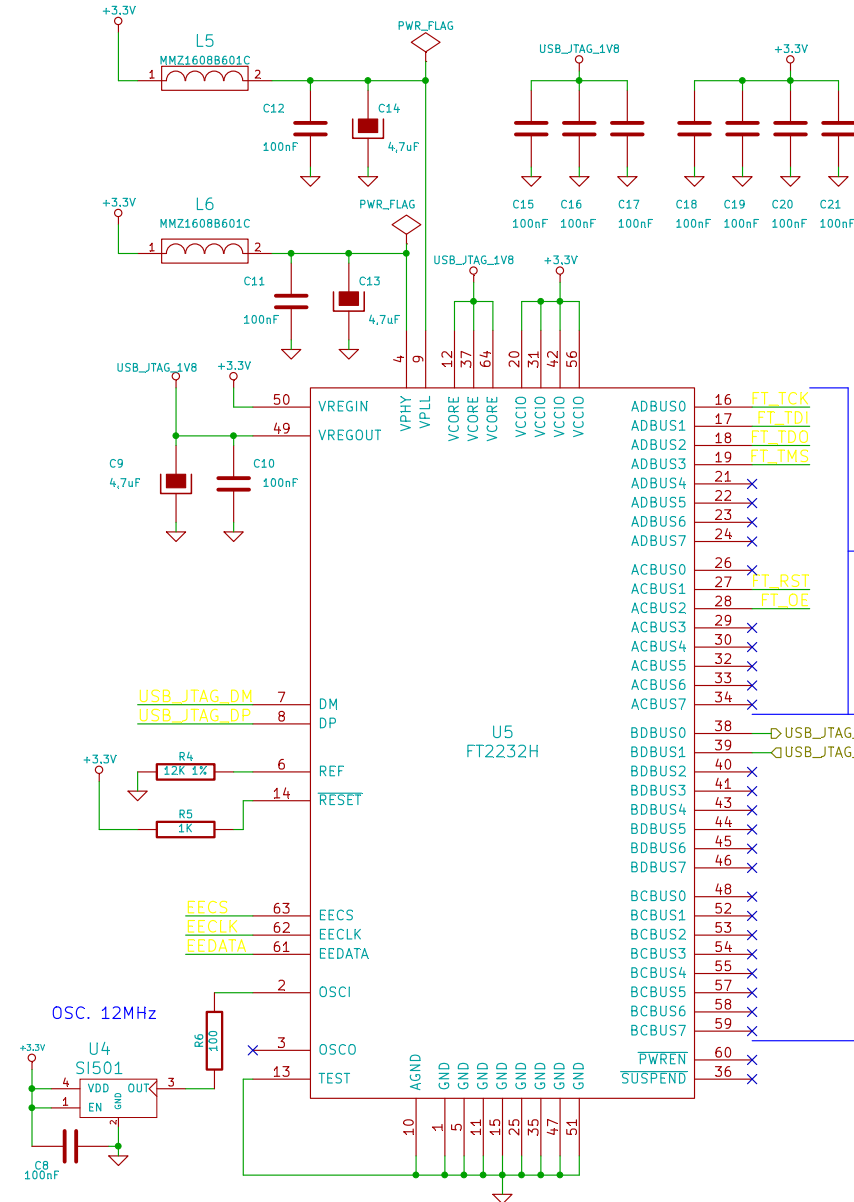 +3.3V
L5
MMZ1608B601C
1 2
PWR_FLAG
C12
100nF
C14
4,7uF
USB_JTAG_1V8
+3.3V
C15 C16 C17 C18 C19 C20 C21
100nF 100nF 100nF 100nF 100nF 100nF 100nF
+3.3V
L6
MMZ1608B601C
1 2
PWR_FLAG
C11
100nF
C13
4,7uF
USB_JTAG_1V8
+3.3V
4 9 12 37 64 20 31 42 56
VPHY VPLL VCORE VCORE VCORE VCCIO VCCIO VCCIO VCCIO
USB_JTAG_1V8
+3.3V
50 VREGIN
49 VREGOUT
C9
4,7uF
C10
100nF
ADBUS0 16 FT_TCK
ADBUS1 17 FT_TDI
ADBUS2 18 FT_TDO
ADBUS3 19 FT_TMS
ADBUS4 21
ADBUS5 22
ADBUS6 23
ADBUS7 24
ACBUS0 26
ACBUS1 27 FT_RST
ACBUS2 28 FT_OE
ACBUS3 29
ACBUS4 30
ACBUS5 32
ACBUS6 33
ACBUS7 34
USB_JTAG_DM 7 DM
USB_JTAG_DP 8 DP
U5
FT2232H
BDBUS0 38 USB_JTAG_
BDBUS1 39 USB_JTAG_
BDBUS2 40
BDBUS3 41
BDBUS4 43
BDBUS5 44
BDBUS6 45
BDBUS7 46
+3.3V
R4
12K 1%
6 REF
14 RESET
R5
1K
BCBUS0 48
BCBUS1 52
BCBUS2 53
BCBUS3 54
BCBUS4 55
BCBUS5 57
BCBUS6 58
BCBUS7 59
PWREN 60
SUSPEND 36
EECS 63 EECS
EECLK 62 EECLK
EEDATA 61 EEDATA
2 OSCI
3 OSCO
13 TEST
R6
100
OSC. 12MHz
+3.3V
U4
SI501
4 VDD OUT 3
1 EN GND 2
C8
100nF
AGND GND GND GND GND GND GND GND GND
10 1 5 11 15 25 35 47 51